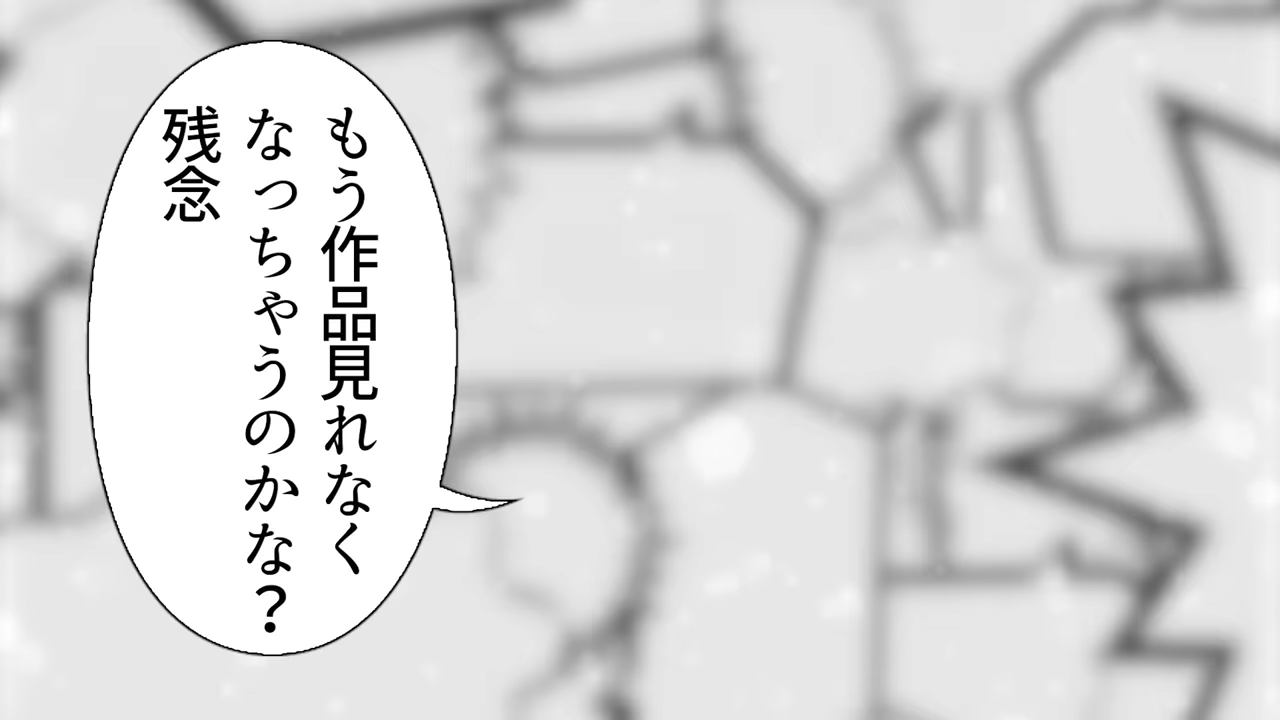 もう作品見れなく
なっちゃうのかな？
残念